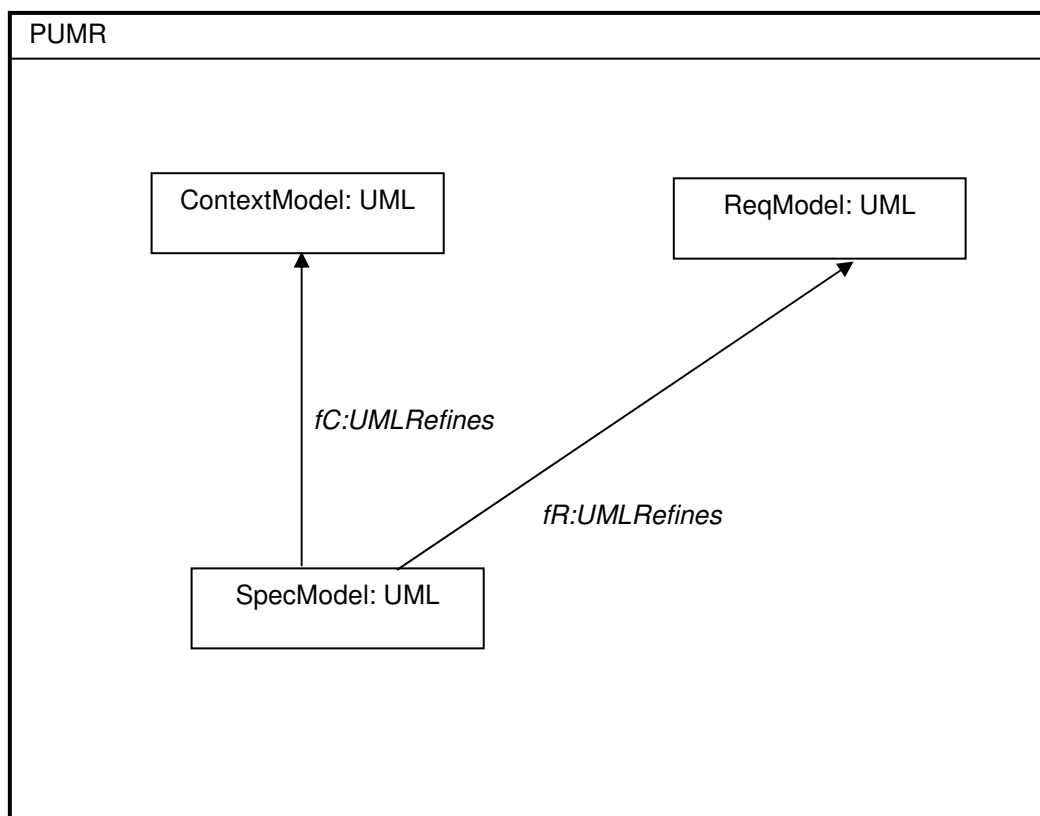 PUMR
ContextModel: UML
ReqModel: UML
fC:UMLRefines
fR:UMLRefines
SpecModel: UML